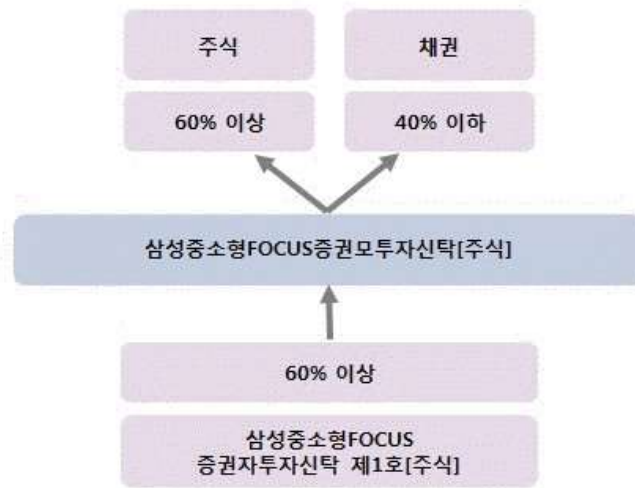 주식
채권
60% 이상
40% 이하
삼성중소형FOCUS증권모투자신탁[주식]
60% 이상
삼성중소형FOCUS
증권자투자신탁 제1호[주식]